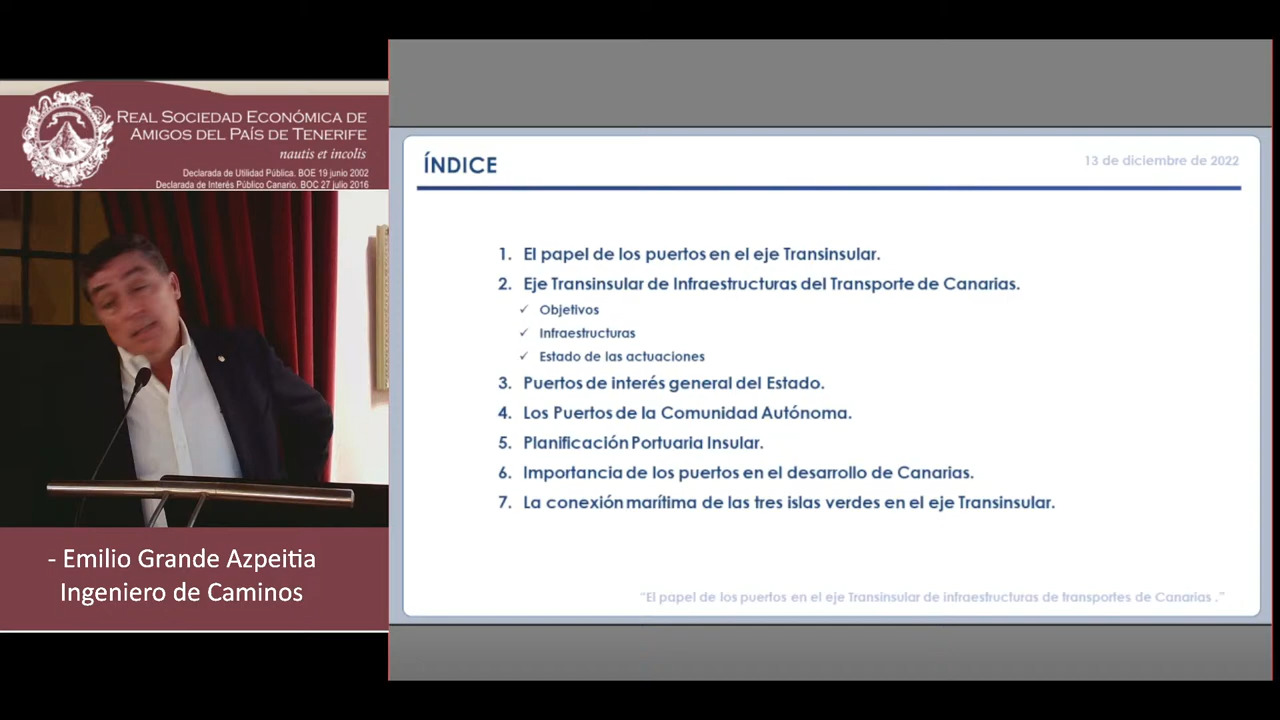 REAL SOCIEDAD ECONÓMICA DE
AMIGOS DEL PAÍS DE TENERIFE
nautis et incolis
Declarada de Utilidad Pública. BOE 19 junio 2002
Declarada de Interés Público Canario. BOC 27 julio 2016
- Emilio Grande Azpeitia
Ingeniero de Caminos
ÍNDICE
13 de diciembre de 2022
1. El papel de los puertos en el eje Transinsular.
2. Eje Transinsular de Infraestructuras del Transporte de Canarias.
✓ Objetivos
✓ Infraestructuras
✓ Estado de las actuaciones
3. Puertos de interés general del Estado.
4. Los Puertos de la Comunidad Autónoma.
5. Planificación Portuaria Insular.
6. Importancia de los puertos en el desarrollo de Canarias.
7. La conexión marítima de las tres islas verdes en el eje Transinsular.
“El papel de los puertos en el eje Transinsular de infraestructuras de transportes de Canarias .”